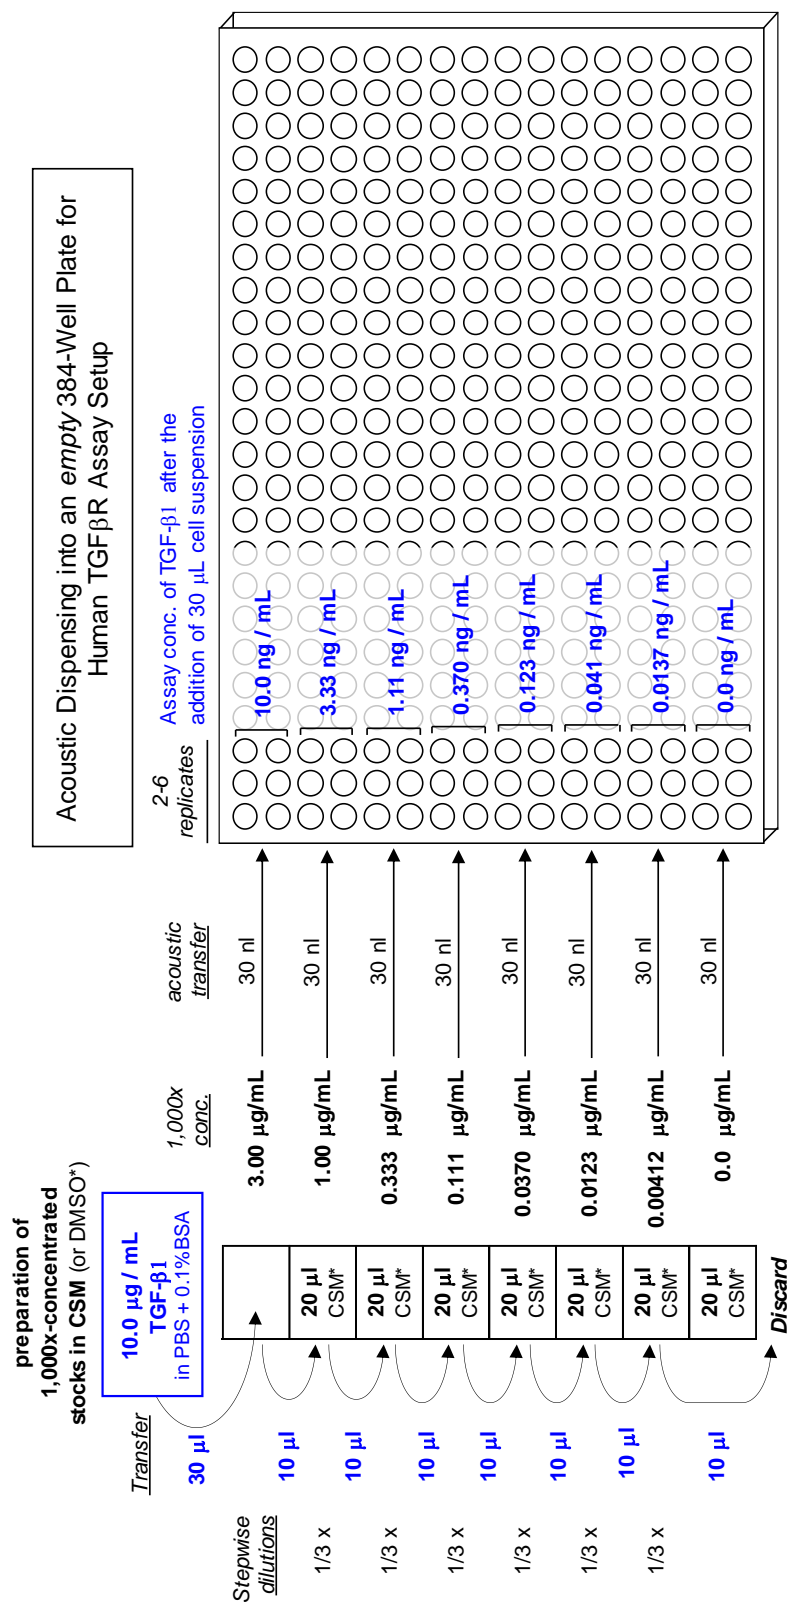 Acoustic Dispensing into an empty 384-Well Plate for
Human TGFβR Assay Setup
preparation of
1,000x-concentrated
stocks in CSM (or DMSO*)
10.0 µg / mL
TGF-β1
in PBS + 0.1%BSA
Stepwise
dilutions
1/3 x
1/3 x
1/3 x
1/3 x
1/3 x
1/3 x
Transfer
30 µl
10 µl
10 µl
10 µl
10 µl
10 µl
10 µl
10 µl
20 µl
CSM*
20 µl
CSM*
20 µl
CSM*
20 µl
CSM*
20 µl
CSM*
20 µl
CSM*
20 µl
CSM*
Discard
1,000x
conc.
3.00 µg/mL
1.00 µg/mL
0.333 µg/mL
0.111 µg/mL
0.0370 µg/mL
0.0123 µg/mL
0.00412 µg/mL
0.0 µg/mL
acoustic
transfer
30 nl
30 nl
30 nl
30 nl
30 nl
30 nl
30 nl
30 nl
2-6
replicates
Assay conc. of TGF-β1 after the
addition of 30 µL cell suspension
10.0 ng / mL
3.33 ng / mL
1.11 ng / mL
0.370 ng / mL
0.123 ng / mL
0.041 ng / mL
0.0137 ng / mL
0.0 ng / mL